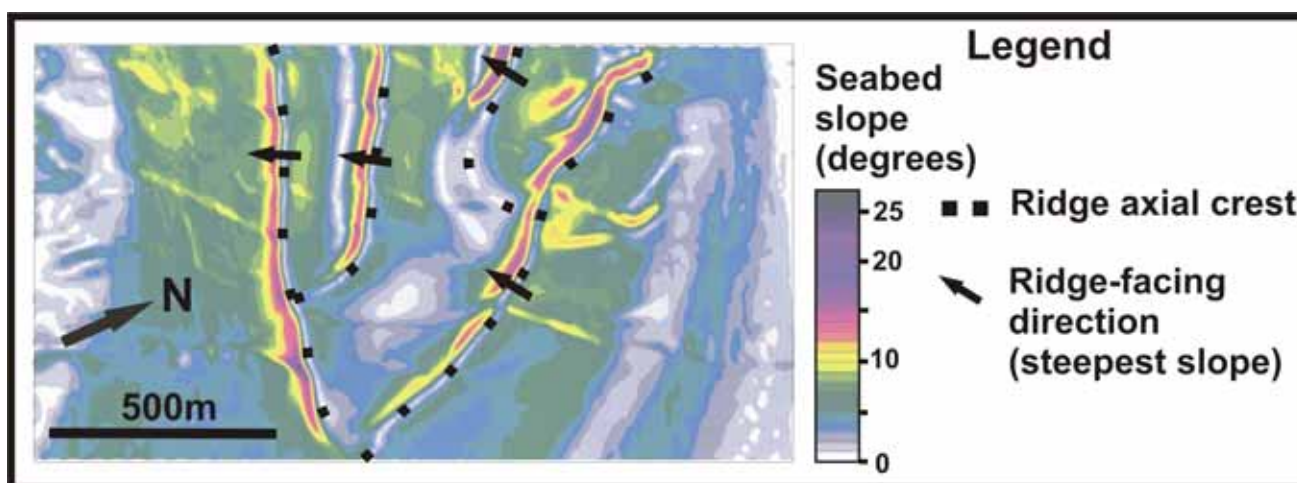 Legend
Seabed
slope
(degrees)
25
20
10
0
Ridge axial crest
Ridge-facing
direction
(steepest slope)
N
500m